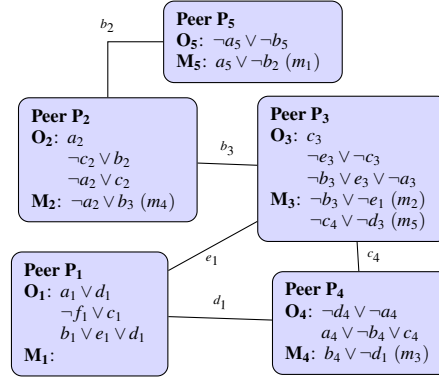 b₂
Peer P₅
O₅: ¬a₅ ∨ ¬b₅
M₅: a₅ ∨ ¬b₂ (m₁)
Peer P₂
O₂: a₂
¬c₂ ∨ b₂
¬a₂ ∨ c₂
M₂: ¬a₂ ∨ b₃ (m₄)
b₃
Peer P₃
O₃: c₃
¬e₃ ∨ ¬c₃
¬b₃ ∨ e₃ ∨ ¬a₃
M₃: ¬b₃ ∨ ¬e₁ (m₂)
¬c₄ ∨ ¬d₃ (m₅)
e₁
c₄
Peer P₁
O₁: a₁ ∨ d₁
¬f₁ ∨ c₁
b₁ ∨ e₁ ∨ d₁
M₁:
d₁
Peer P₄
O₄: ¬d₄ ∨ ¬a₄
a₄ ∨ ¬b₄ ∨ c₄
M₄: b₄ ∨ ¬d₁ (m₃)